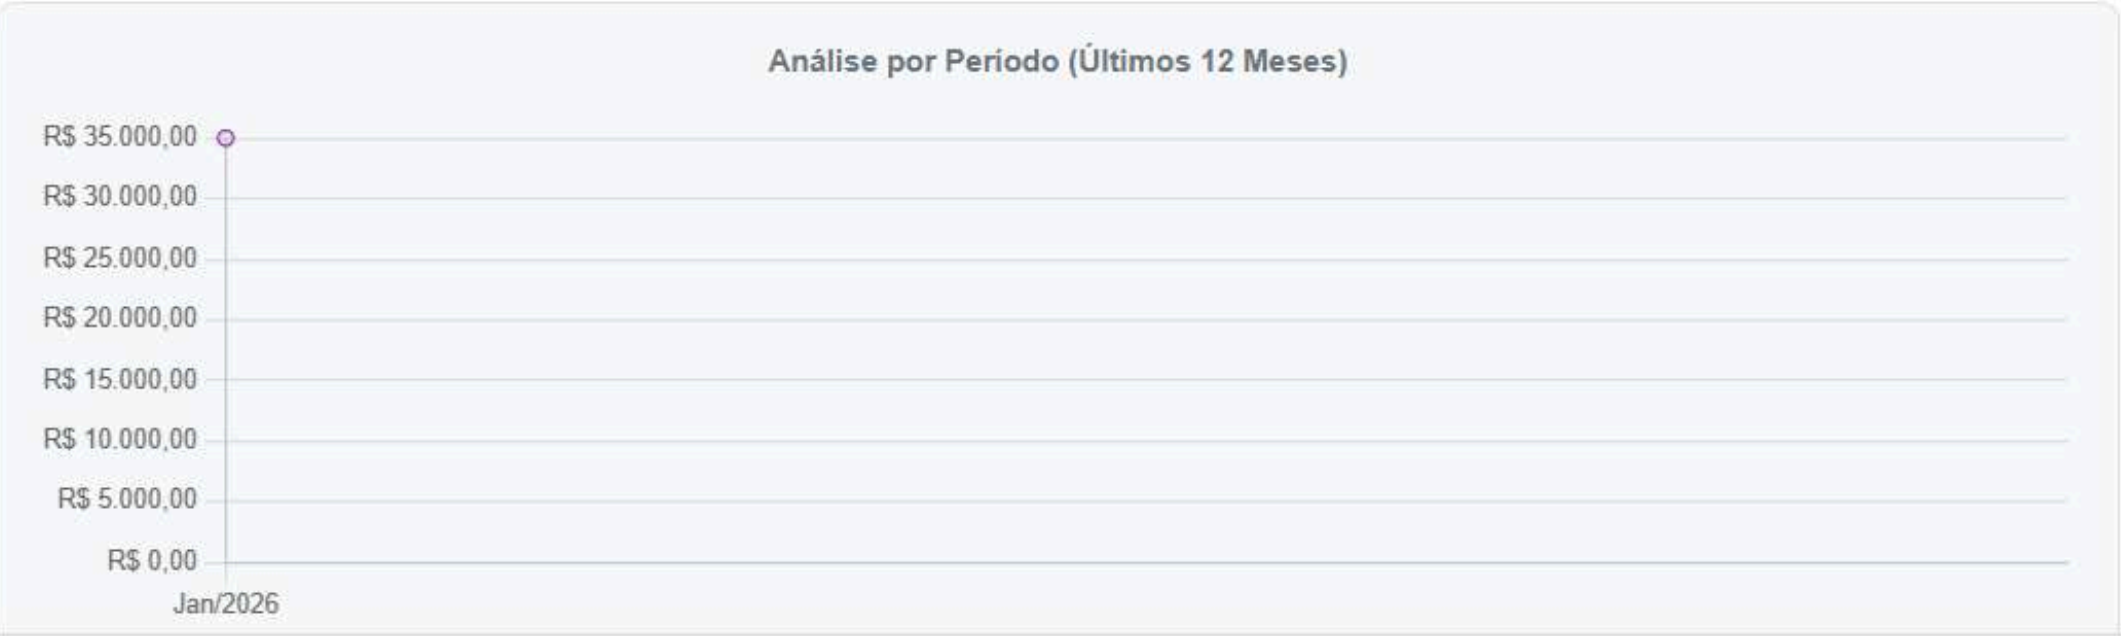 Análise por Período (Últimos 12 Meses)
R$ 35.000,00
R$ 30.000,00
R$ 25.000,00
R$ 20.000,00
R$ 15.000,00
R$ 10.000,00
R$ 5.000,00
R$ 0,00
Jan/2026